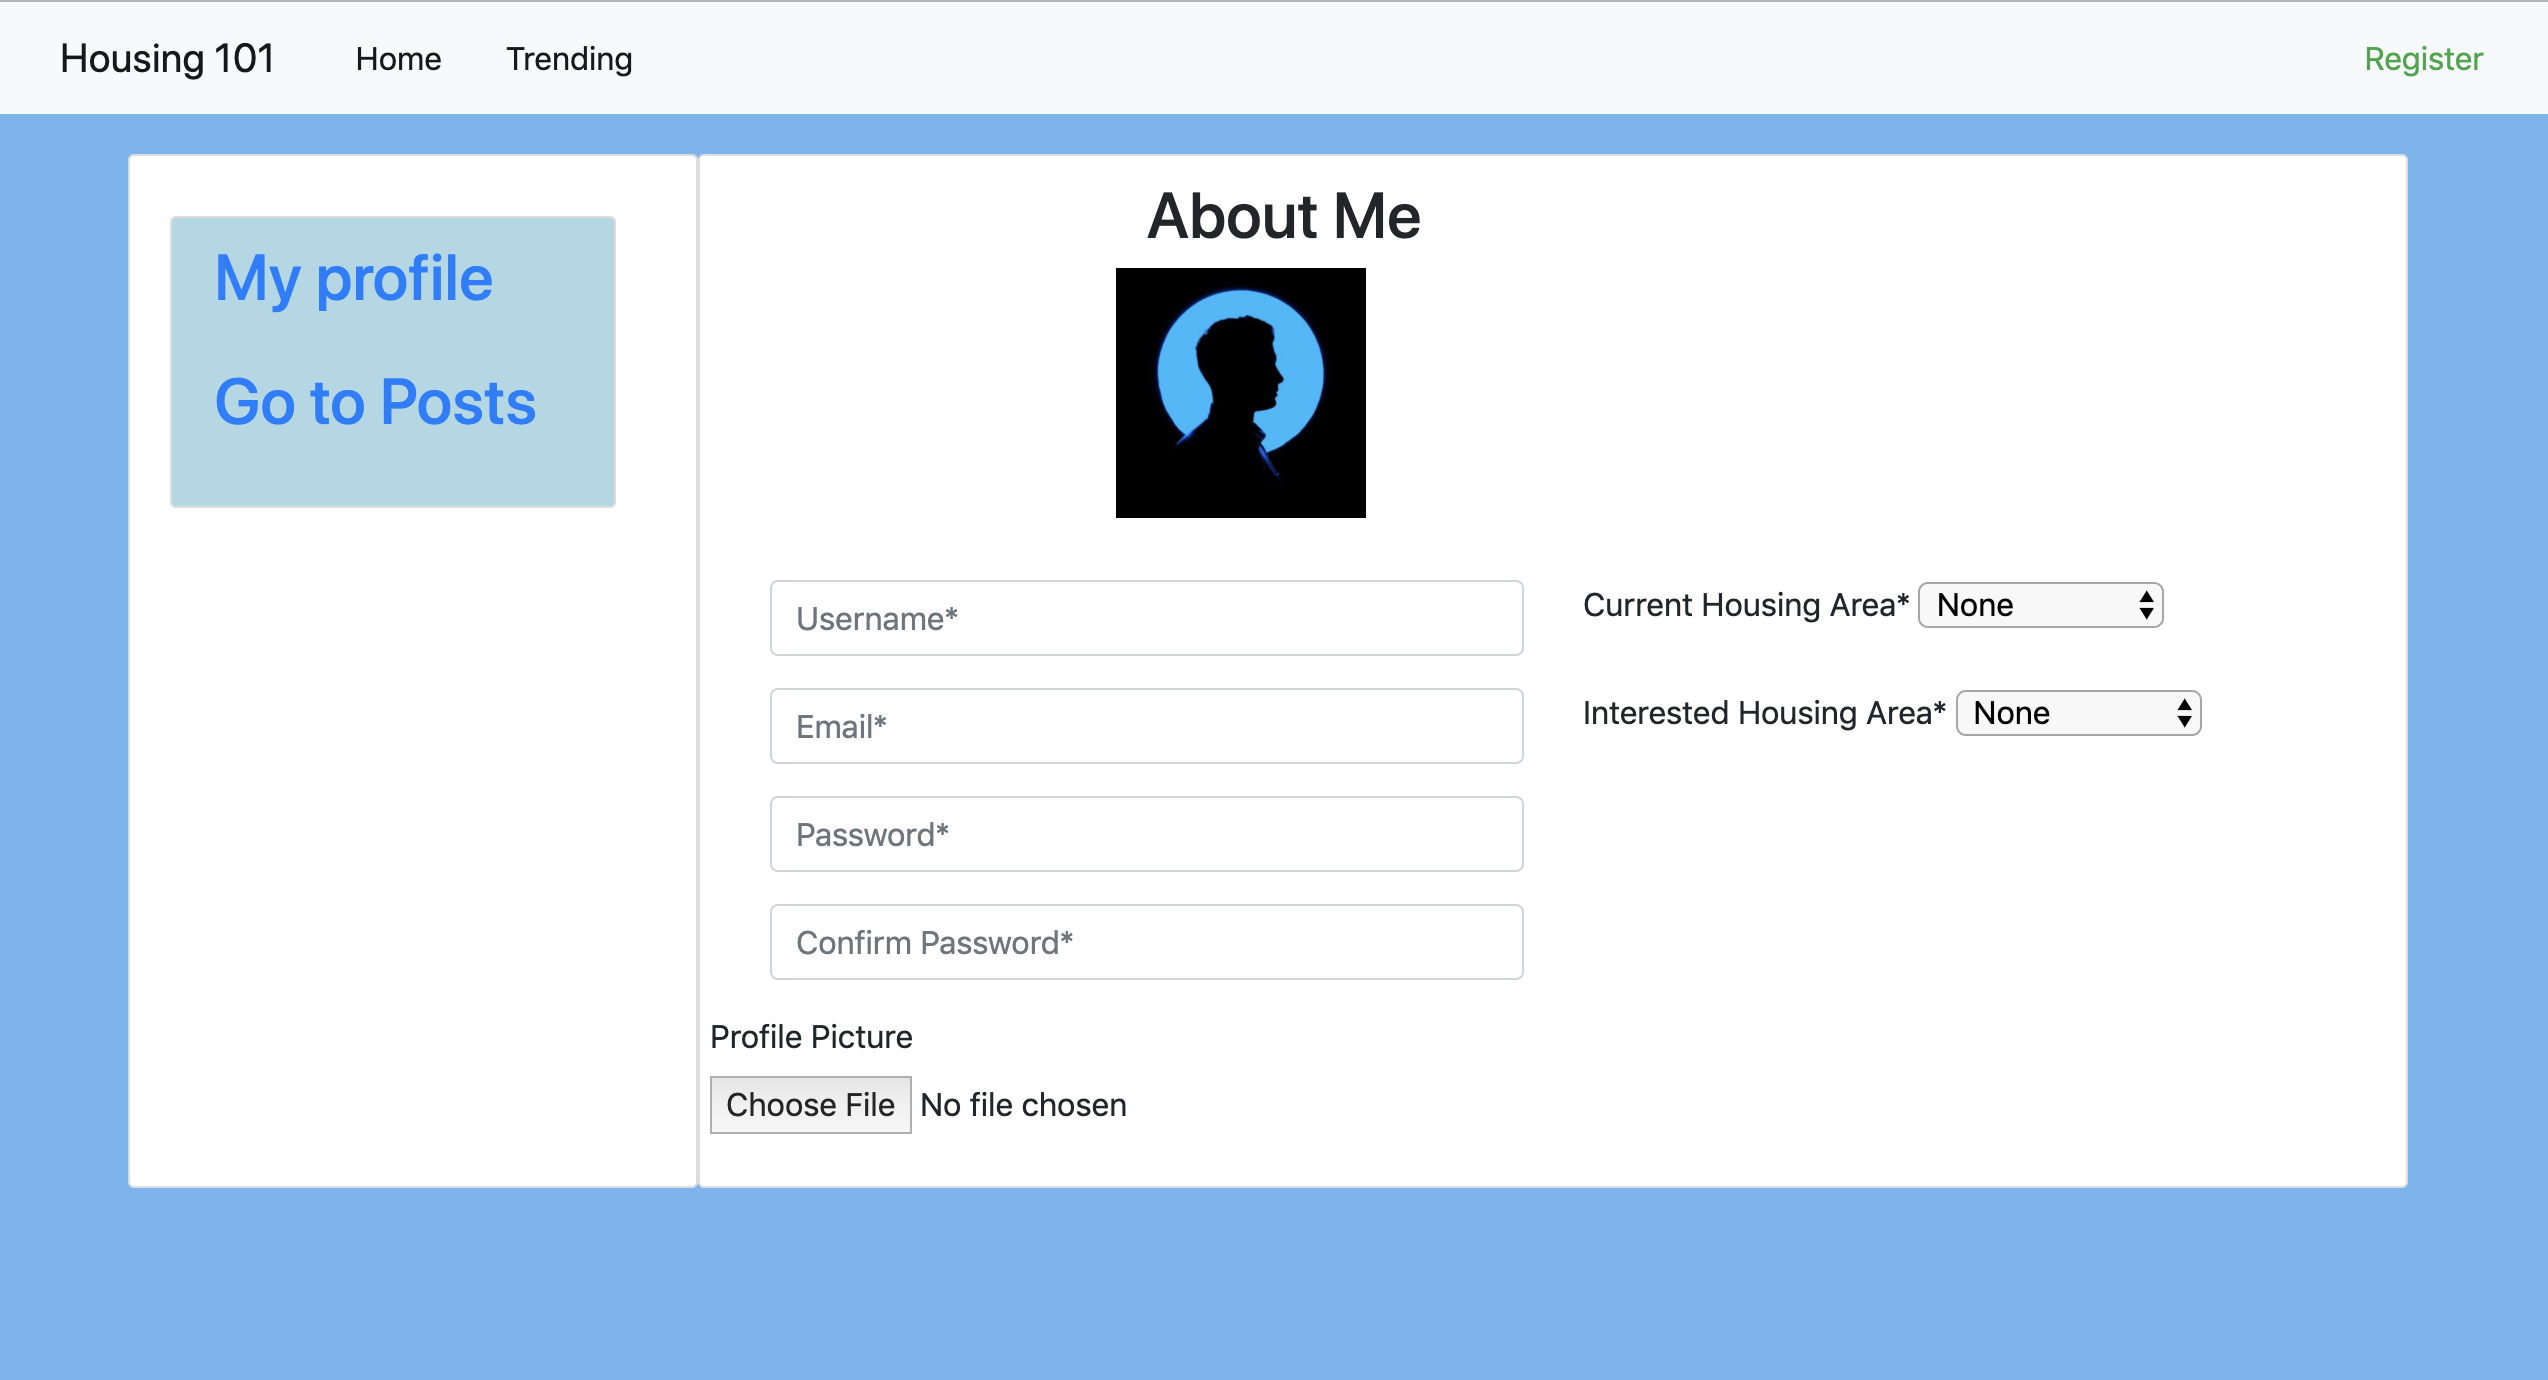 Housing 101 Home Trending Register
My profile
Go to Posts
About Me
Username*
Current Housing Area* None
Email*
Interested Housing Area* None
Password*
Confirm Password*
Profile Picture
Choose File No file chosen